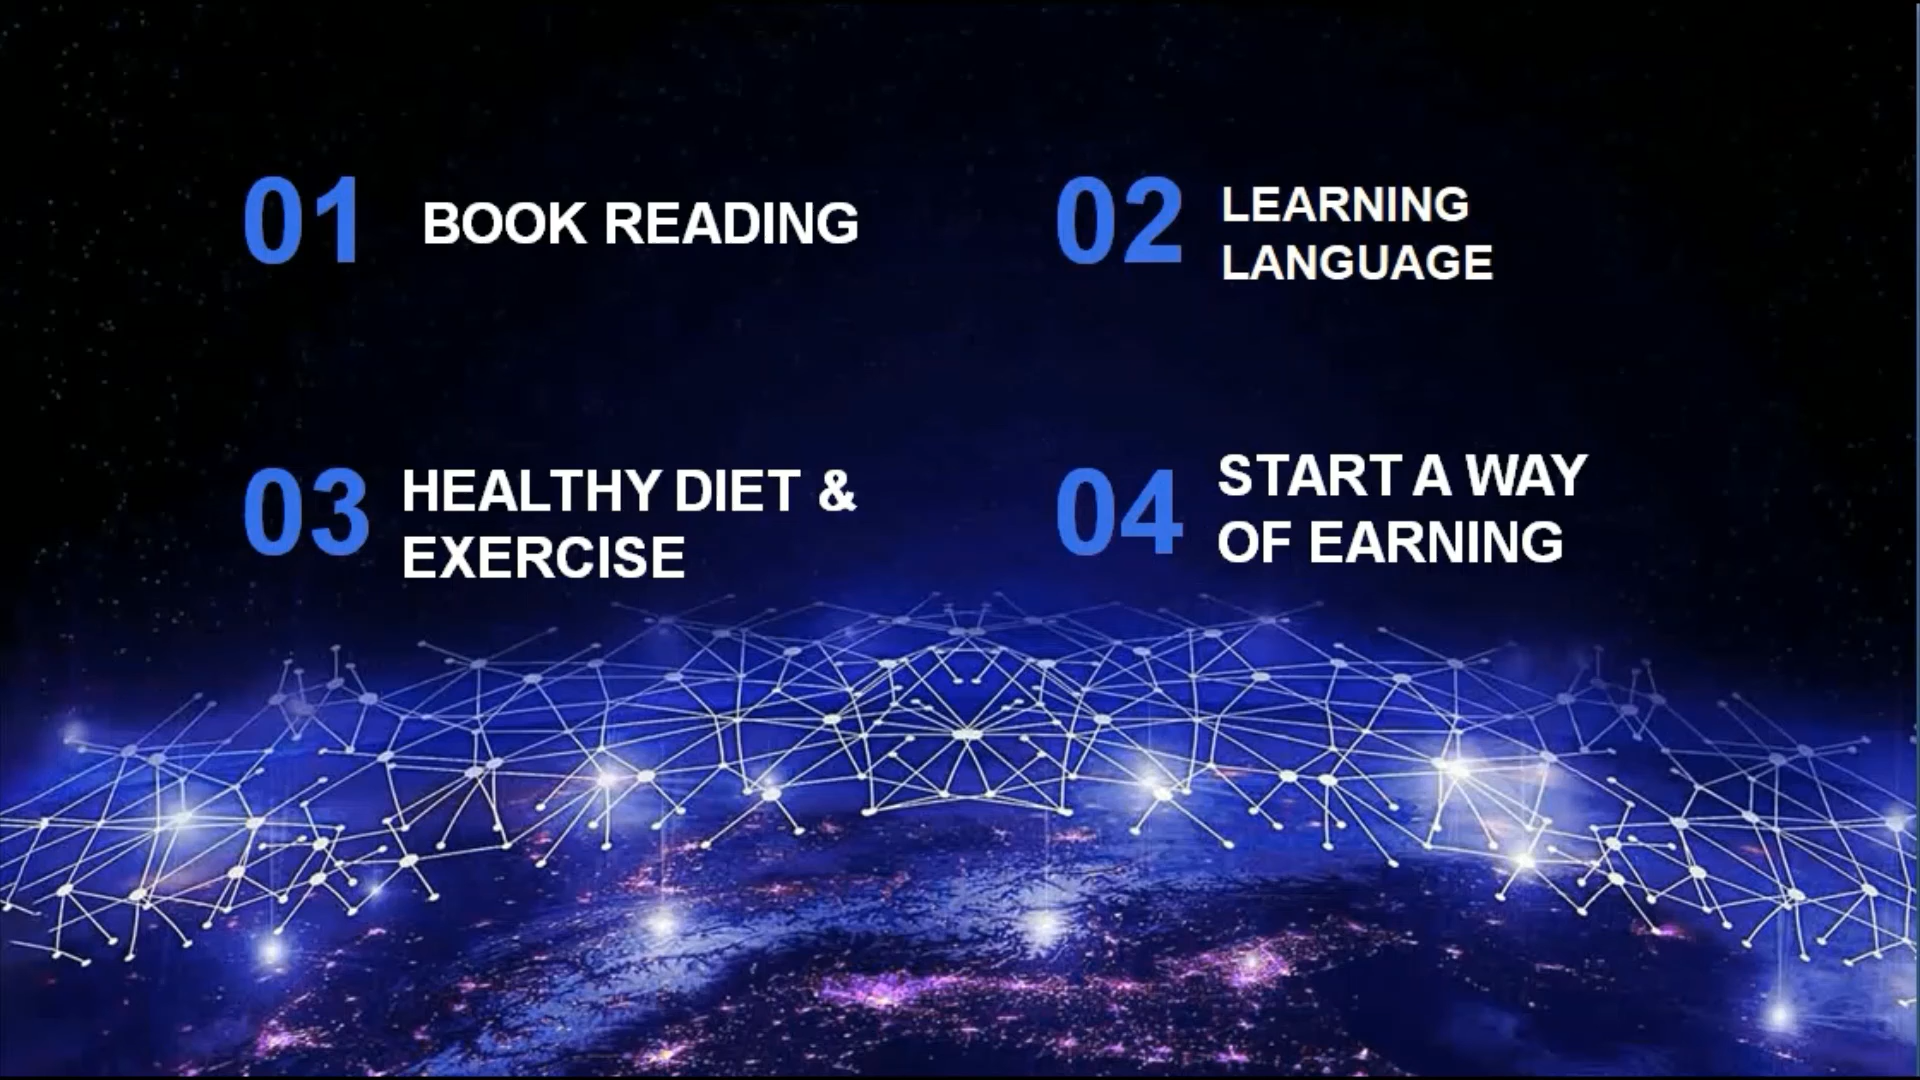 01 BOOK READING
02 LEARNING
LANGUAGE
03 HEALTHY DIET &
EXERCISE
04 START A WAY
OF EARNING